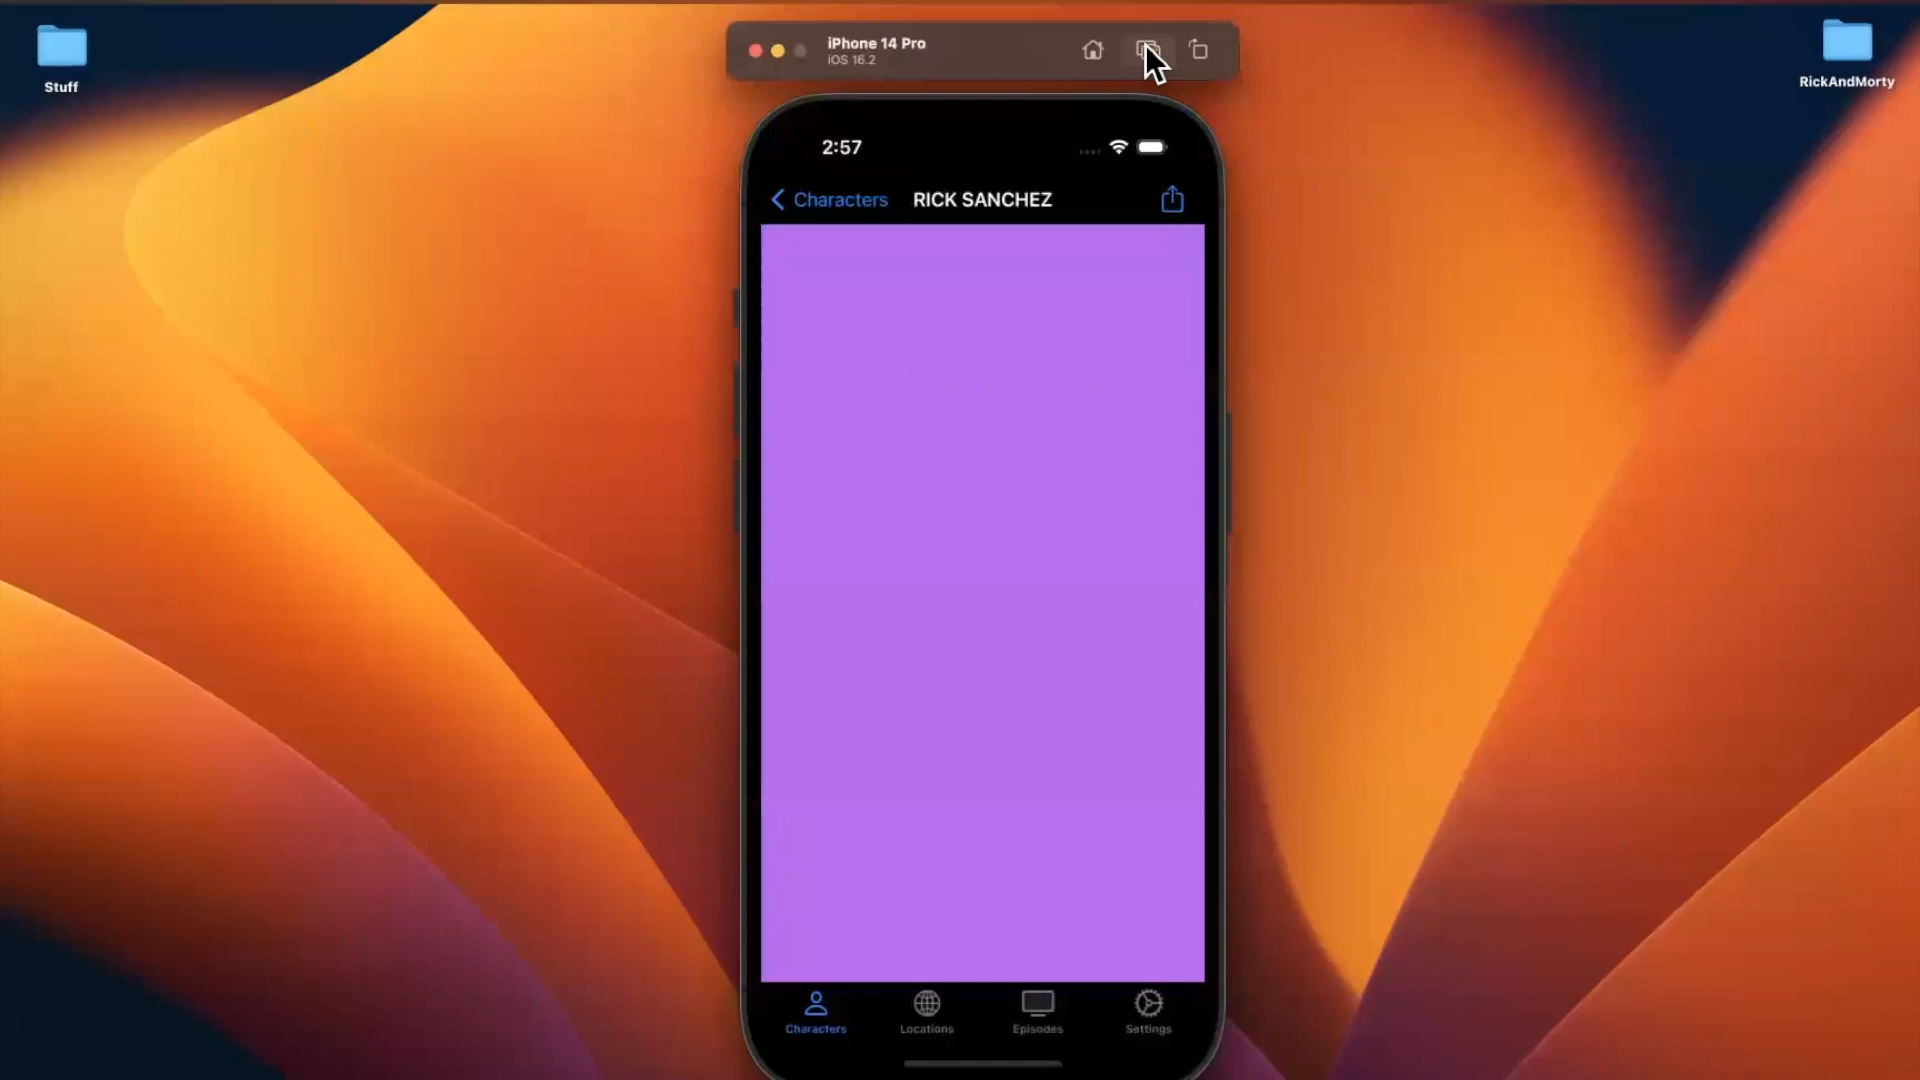 Stuff
iPhone 14 Pro
iOS 16.2
RickAndMorty
2:57
Characters
RICK SANCHEZ
Characters
Locations
Episodes
Settings